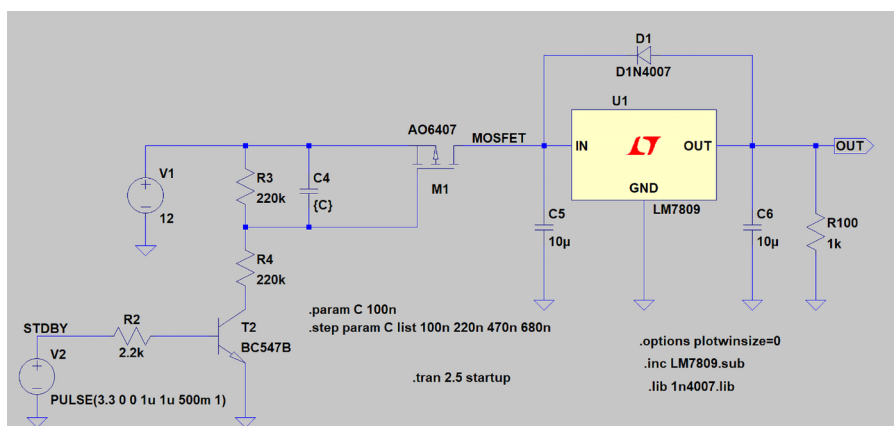 D1
D1N4007
U1
AO6407
MOSFET
IN
OUT
OUT
GND
LM7809
M1
V1
12
R3
220k
C4
{C}
C5
10µ
C6
10µ
R100
1k
R4
220k
.param C 100n
.step param C list 100n 220n 470n 680n
STDBY
R2
2.2k
T2
BC547B
V2
PULSE(3.3 0 0 1u 1u 500m 1)
.tran 2.5 startup
.options plotwinsize=0
.inc LM7809.sub
.lib 1n4007.lib